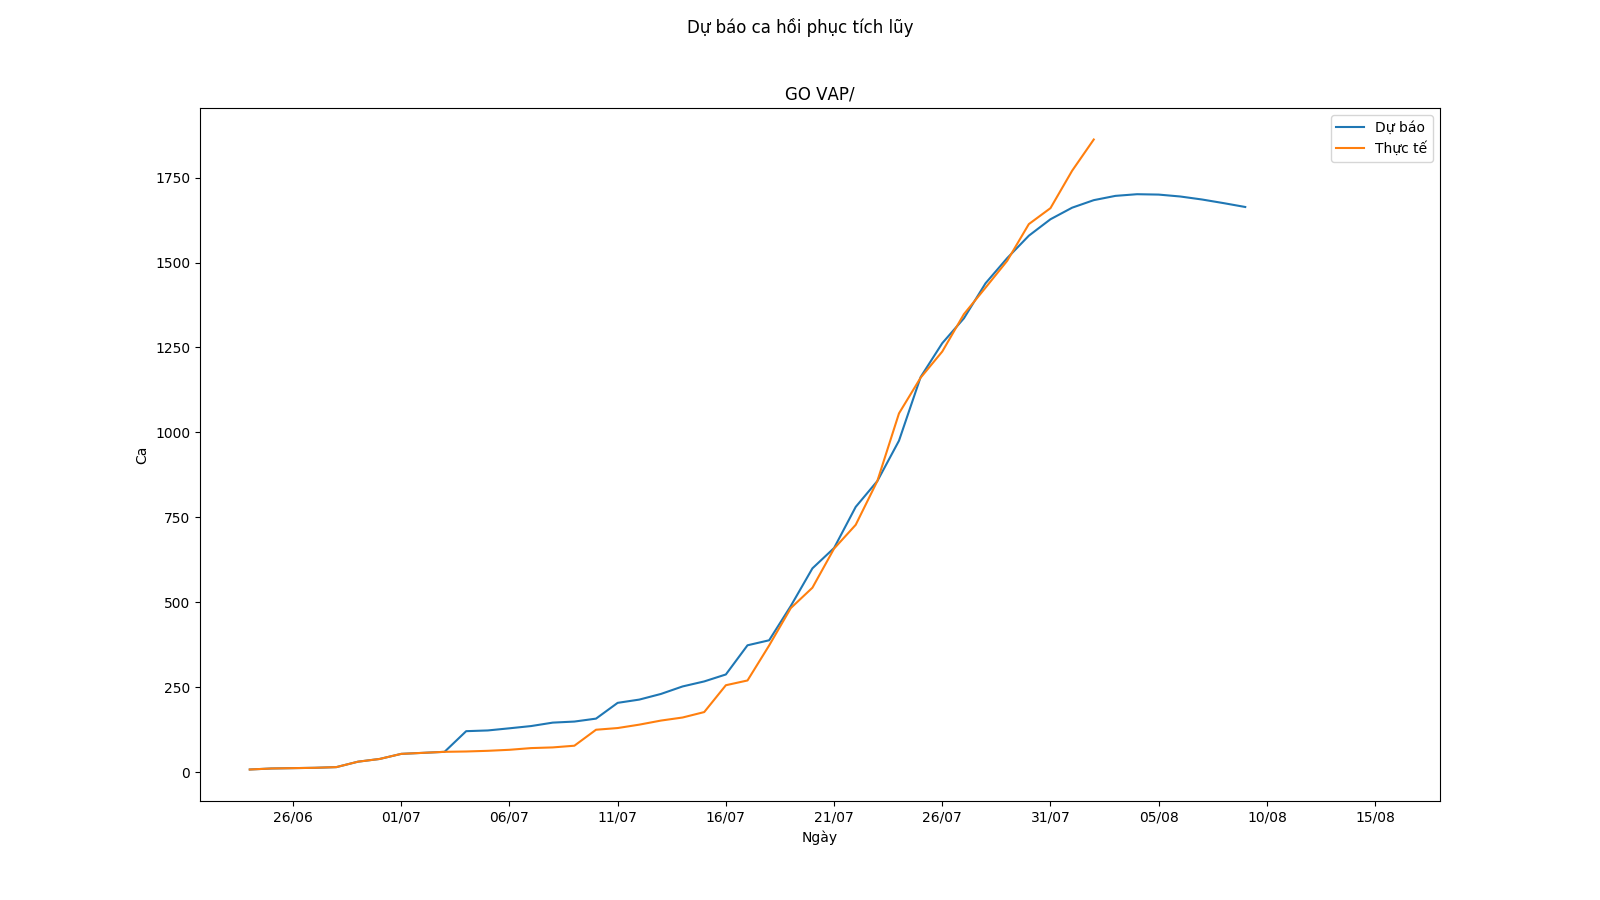 Dự báo ca hồi phục tích lũy
GO VAP/
Dự báo
Thực tế
1750
1500
1250
1000
750
500
250
0
Ca
26/06 01/07 06/07 11/07 16/07 21/07 26/07 31/07 05/08 10/08 15/08
Ngày